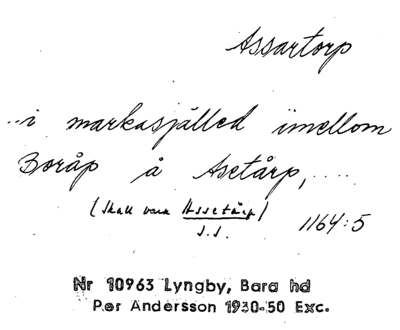 Assartorp
...i markasjälled imellom
Boråp å Asetårp, .....
(skall vara Assetårp)
S.S.
1164:5
Nr 10963 Lyngby, Bara hd
Per Andersson 1930-50 Exc.